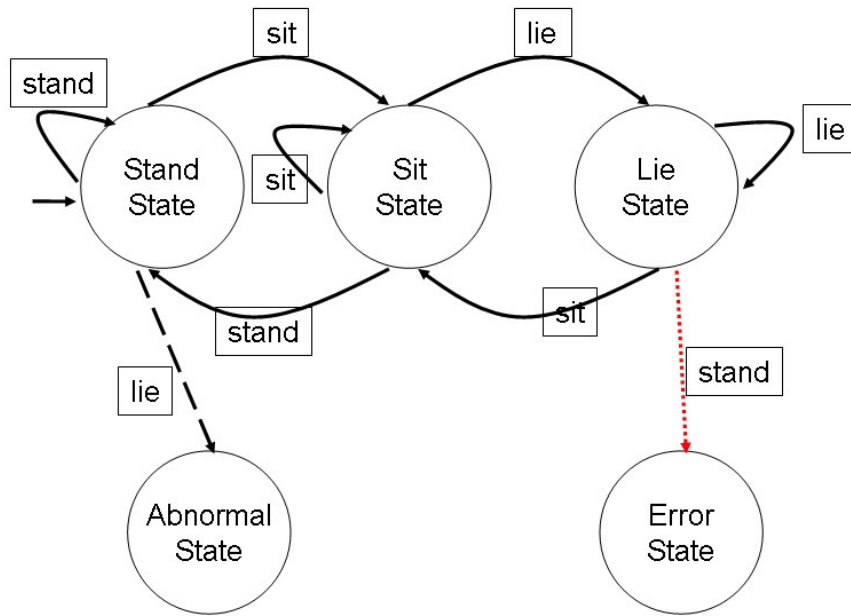 sit
lie
stand
Stand
State
sit
Sit
State
Lie
State
lie
stand
sit
lie
stand
Abnormal
State
Error
State